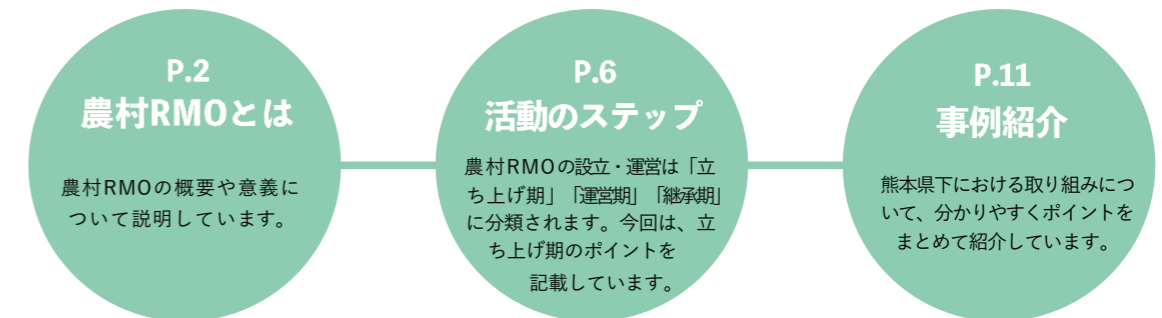 P.2
農村RMOとは
農村RMOの概要や意義に
ついて説明しています。
P.6
活動のステップ
農村RMOの設立・運営は「立
ち上げ期」「運営期」「継承期」
に分類されます。今回は、立
ち上げ期のポイントを
記載しています。
P.11
事例紹介
熊本県下における取り組みにつ
いて、分かりやすくポイントを
まとめて紹介しています。